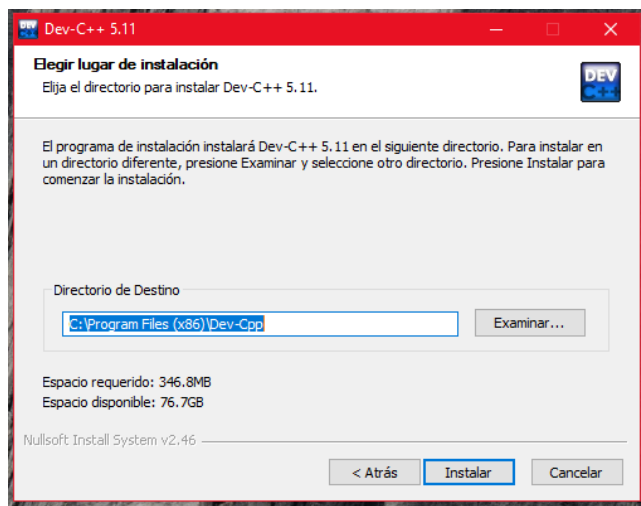 Dev-C++ 5.11
Elegir lugar de instalación
Elija el directorio para instalar Dev-C++ 5.11.
DEV
C++
El programa de instalación instalará Dev-C++ 5.11 en el siguiente directorio. Para instalar en
un directorio diferente, presione Examinar y seleccione otro directorio. Presione Instalar para
comenzar la instalación.
Directorio de Destino
C:\Program Files (x86)\Dev-Cpp
Examinar...
Espacio requerido: 346.8MB
Espacio disponible: 76.7GB
Nullsoft Install System v2.46
< Atrás Instalar Cancelar